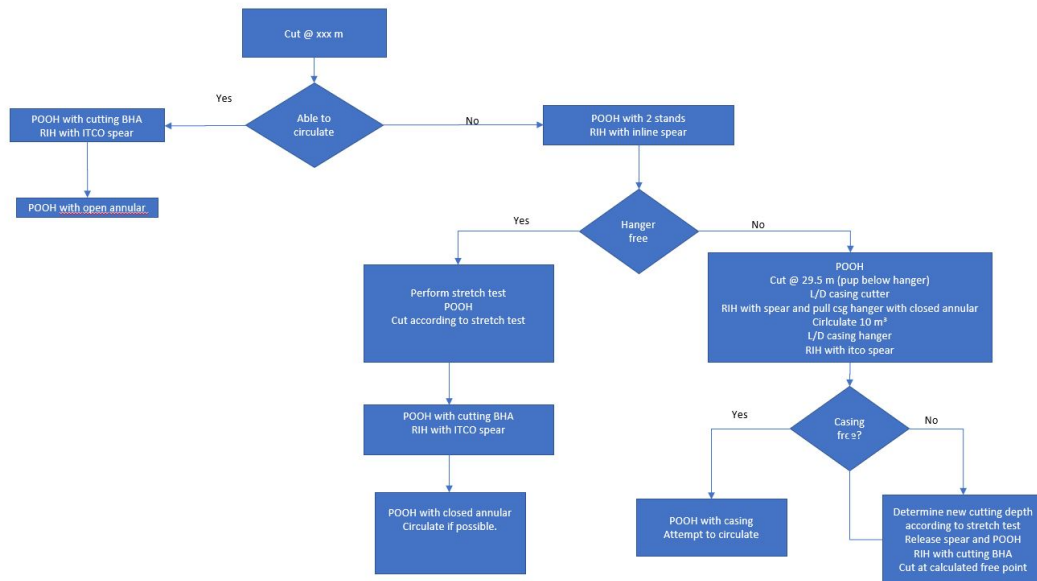 Cut @ xxx m
Yes
Able to
circulate
No
POOH with cutting BHA
RIH with ITCO spear
POOH with 2 stands
RIH with inline spear
POOH with open annular
Yes
Hanger
free
No
Perform stretch test
POOH
Cut according to stretch test
POOH
Cut @ 29.5 m (pup below hanger)
L/D casing cutter
RIH with spear and pull csg hanger with closed annular
Cirlculate 10 m³
L/D casing hanger
RIH with itco spear
POOH with cutting BHA
RIH with ITCO spear
Yes
Casing
free?
No
POOH with closed annular
Circulate if possible.
POOH with casing
Attempt to circulate
Determine new cutting depth
according to stretch test
Release spear and POOH
RIH with cutting BHA
Cut at calculated free point